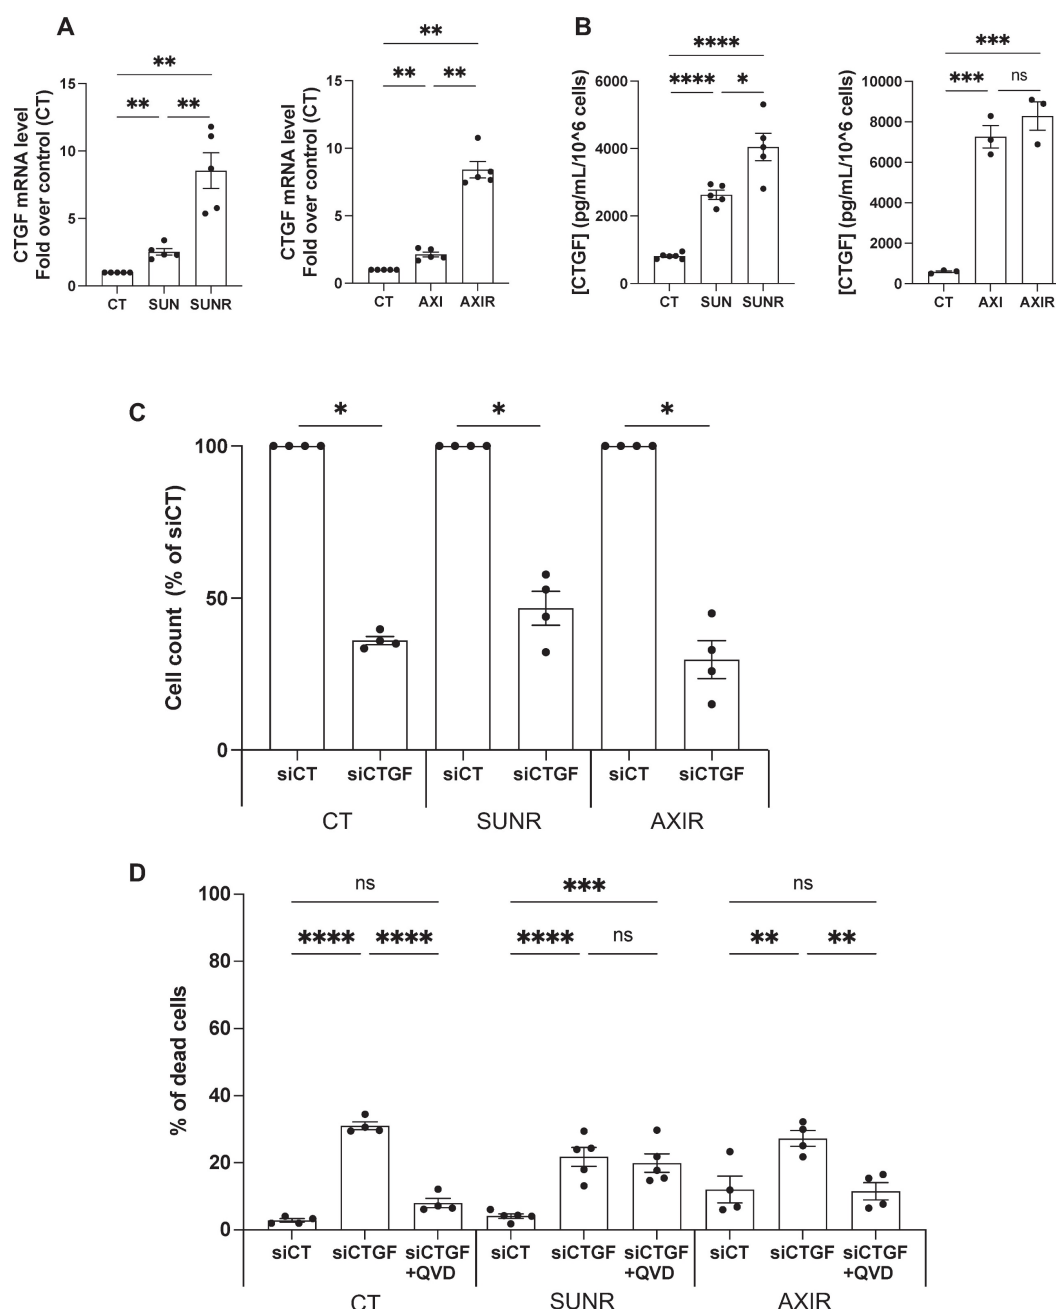 A
CTGF mRNA level
Fold over control (CT)
15
10
5
0
**
**
**
CT
SUN
SUNR
CTGF mRNA level
Fold over control (CT)
15
10
5
0
**
**
**
CT
AXI
AXIR
B
[CTGF] (pg/mL/10^6 cells)
6000
4000
2000
0
****
****
*
CT
SUN
SUNR
[CTGF] (pg/mL/10^6 cells)
10000
8000
6000
4000
2000
0
***
***
ns
CT
AXI
AXIR
C
Cell count (% of siCT)
100
50
0
*
*
*
siCT
siCTGF
siCT
siCTGF
siCT
siCTGF
CT
SUNR
AXIR
D
% of dead cells
100
80
60
40
20
0
ns
***
ns
****
****
****
ns
**
**
siCT
siCTGF
siCTGF
+QVD
siCT
siCTGF
siCTGF
+QVD
siCT
siCTGF
siCTGF
+QVD
CT
SUNR
AXIR